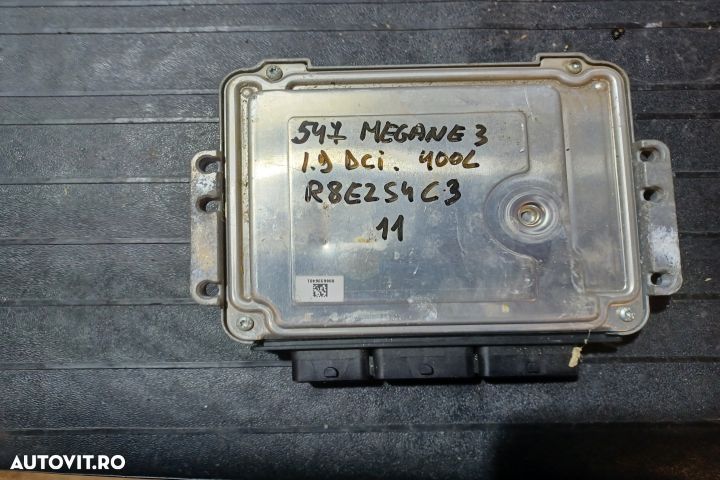 547 MEGANE 3
1.9 DCi. 400L
R8E2S4C3
11
AUTOVIT.RO